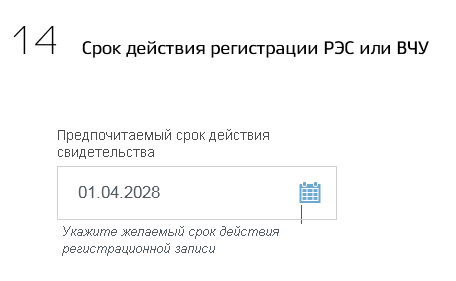 14 Срок действия регистрации РЭС или ВЧУ
Предпочитаемый срок действия
свидетельства
01.04.2028
Укажите желаемый срок действия
регистрационной записи